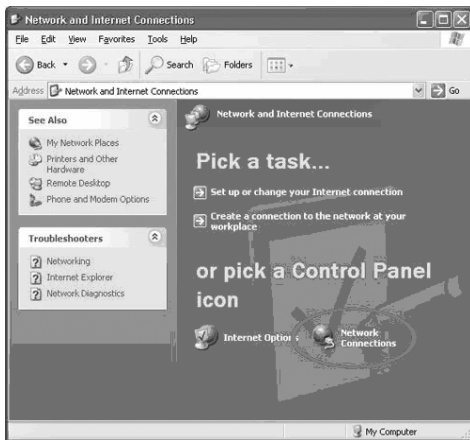 Network and Internet Connections
File Edit View Favorites Tools Help
Back Search Folders
Address Network and Internet Connections Go
See Also
My Network Places
Printers and Other
Hardware
Remote Desktop
Phone and Modem Options
Troubleshooters
Networking
Internet Explorer
Network Diagnostics
Network and Internet Connections
Pick a task...
Set up or change your Internet connection
Create a connection to the network at your
workplace
or pick a Control Panel
icon
Internet Options
Network
Connections
My Computer